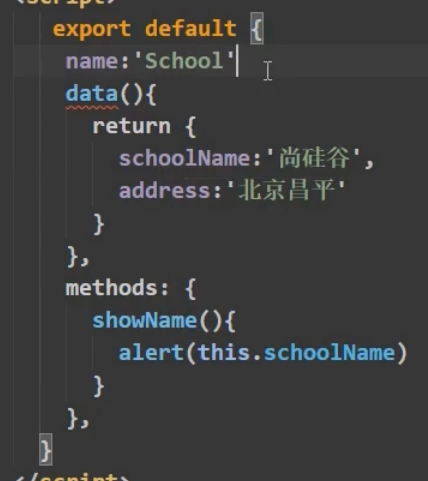 <script>
export default {
name:'School'
data(){
return {
schoolName:'尚硅谷',
address:'北京昌平'
}
},
methods: {
showName(){
alert(this.schoolName)
}
},
}
</script>